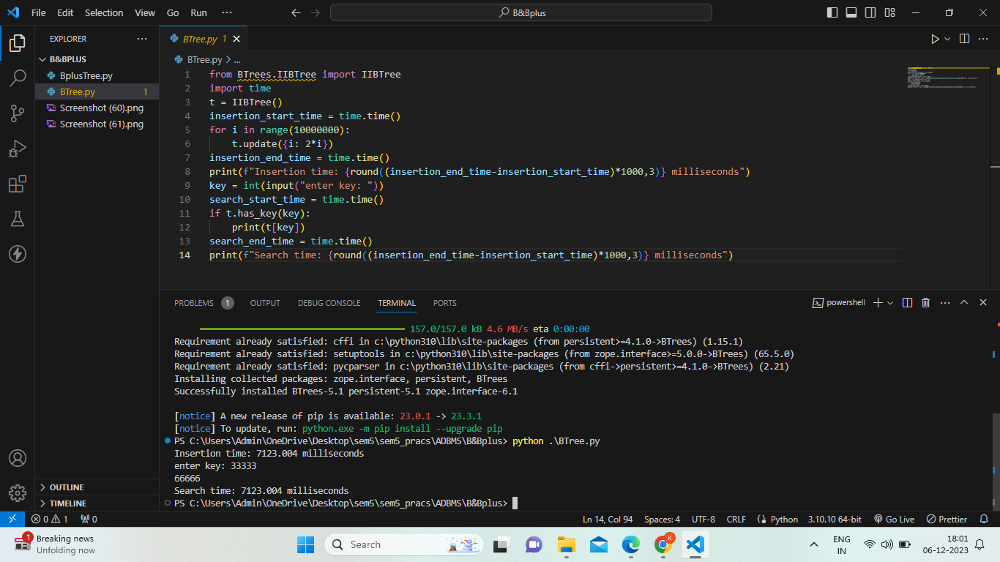 File Edit Selection View Go Run ··· B&Bplus
EXPLORER ···
B&BPLUS
BplusTree.py
BTree.py 1
Screenshot (60).png
Screenshot (61).png
OUTLINE
TIMELINE
BTree.py 1
BTree.py > ...
1 from BTrees.IIBTree import IIBTree
2 import time
3 t = IIBTree()
4 insertion_start_time = time.time()
5 for i in range(10000000):
6 t.update({i: 2*i})
7 insertion_end_time = time.time()
8 print(f"Insertion time: {round((insertion_end_time-insertion_start_time)*1000,3)} milliseconds")
9 key = int(input("enter key: "))
10 search_start_time = time.time()
11 if t.has_key(key):
12 print(t[key])
13 search_end_time = time.time()
14 print(f"Search time: {round((insertion_end_time-insertion_start_time)*1000,3)} milliseconds")
PROBLEMS 1 OUTPUT DEBUG CONSOLE TERMINAL PORTS powershell
157.0/157.0 kB 4.6 MB/s eta 0:00:00
Requirement already satisfied: cffi in c:\python310\lib\site-packages (from persistent>=4.1.0->BTrees) (1.15.1)
Requirement already satisfied: setuptools in c:\python310\lib\site-packages (from zope.interface>=5.0.0->BTrees) (65.5.0)
Requirement already satisfied: pycparser in c:\python310\lib\site-packages (from cffi->persistent>=4.1.0->BTrees) (2.21)
Installing collected packages: zope.interface, persistent, BTrees
Successfully installed BTrees-5.1 persistent-5.1 zope.interface-6.1
[notice] A new release of pip is available: 23.0.1 -> 23.3.1
[notice] To update, run: python.exe -m pip install --upgrade pip
PS C:\Users\Admin\OneDrive\Desktop\sem5\sem5_pracs\ADBMS\B&Bplus> python .\BTree.py
Insertion time: 7123.004 milliseconds
enter key: 33333
66666
Search time: 7123.004 milliseconds
PS C:\Users\Admin\OneDrive\Desktop\sem5\sem5_pracs\ADBMS\B&Bplus>
0 1 0 Ln 14, Col 94 Spaces: 4 UTF-8 CRLF Python 3.10.10 64-bit Go Live Prettier
1 Breaking news
Unfolding now
Search
K
ENG
IN
18:01
06-12-2023